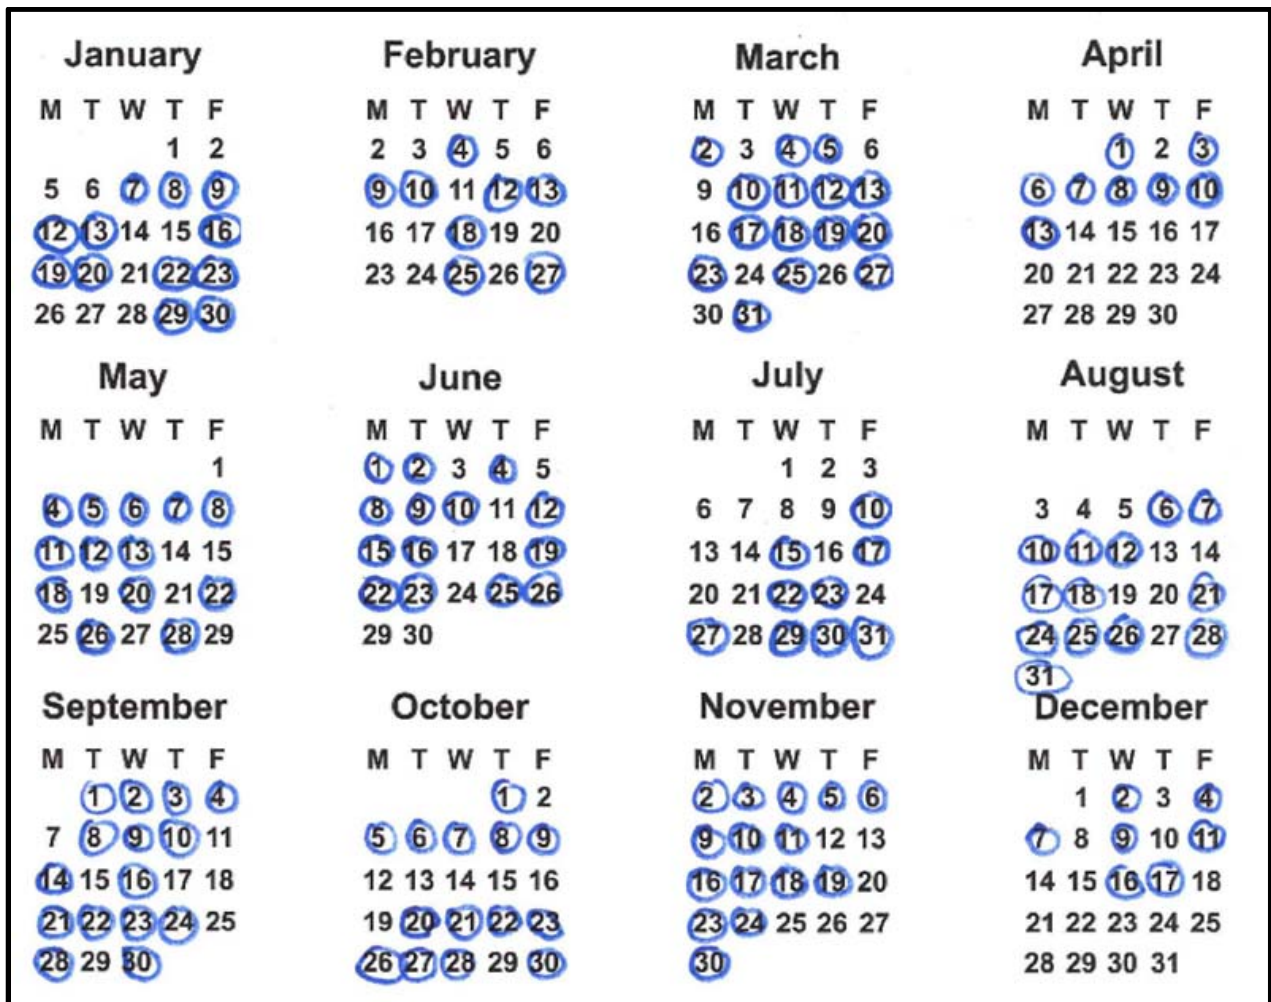 January February March April
M T W T F M T W T F M T W T F M T W T F
1 2 2 3 4 5 6 2 3 4 5 6 1 2 3
5 6 7 8 9 9 10 11 12 13 9 10 11 12 13 6 7 8 9 10
12 13 14 15 16 16 17 18 19 20 16 17 18 19 20 13 14 15 16 17
19 20 21 22 23 23 24 25 26 27 23 24 25 26 27 20 21 22 23 24
26 27 28 29 30 30 31 27 28 29 30
May June July August
M T W T F M T W T F M T W T F M T W T F
1 1 2 3 4 5 1 2 3
4 5 6 7 8 8 9 10 11 12 6 7 8 9 10 3 4 5 6 7
11 12 13 14 15 15 16 17 18 19 13 14 15 16 17 10 11 12 13 14
18 19 20 21 22 22 23 24 25 26 20 21 22 23 24 17 18 19 20 21
25 26 27 28 29 29 30 27 28 29 30 31 24 25 26 27 28
31
September October November December
M T W T F M T W T F M T W T F M T W T F
1 2 3 4 1 2 2 3 4 5 6 1 2 3 4
7 8 9 10 11 5 6 7 8 9 9 10 11 12 13 7 8 9 10 11
14 15 16 17 18 12 13 14 15 16 16 17 18 19 20 14 15 16 17 18
21 22 23 24 25 19 20 21 22 23 23 24 25 26 27 21 22 23 24 25
28 29 30 26 27 28 29 30 30 28 29 30 31